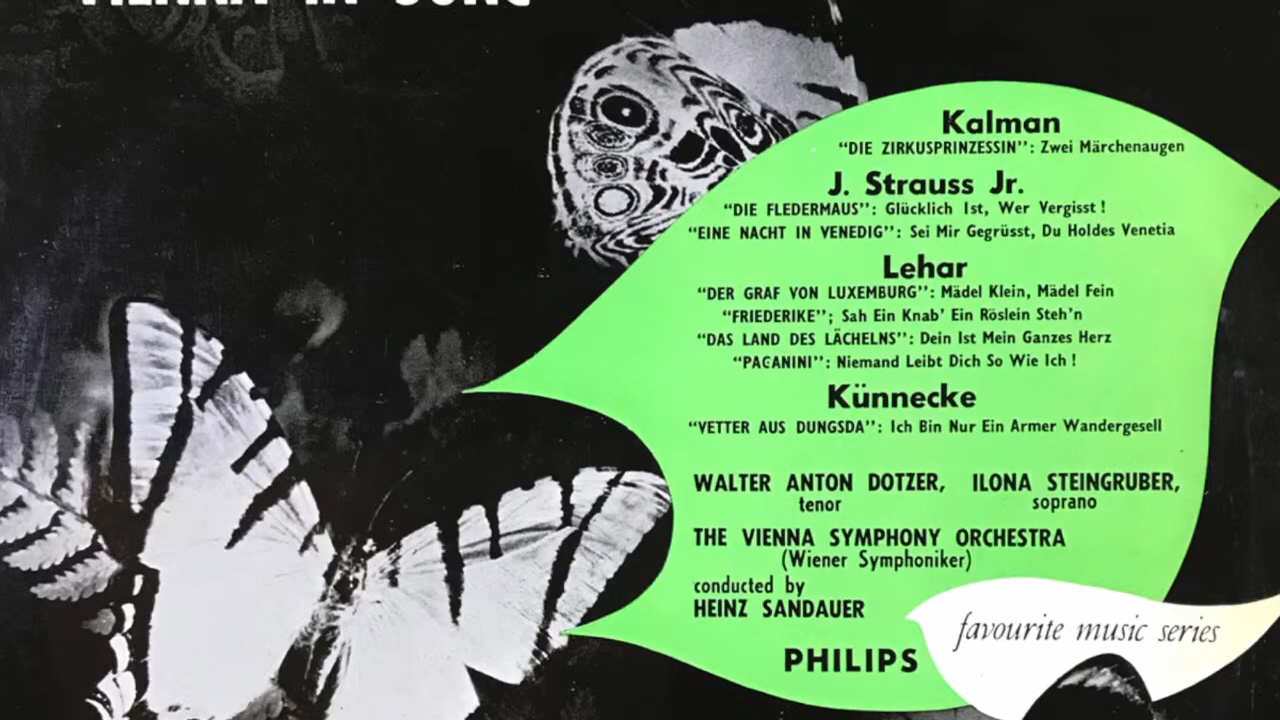 VIENNA IN SONG
Kalman
"DIE ZIRKUSPRINZESSIN": Zwei Märchenaugen
J. Strauss Jr.
"DIE FLEDERMAUS": Glücklich Ist, Wer Vergisst!
"EINE NACHT IN VENEDIG": Sei Mir Gegrüsst, Du Holdes Venetia
Lehar
"DER GRAF VON LUXEMBURG": Mädel Klein, Mädel Fein
"FRIEDERIKE"; Sah Ein Knab' Ein Röslein Steh'n
"DAS LAND DES LÄCHELNS": Dein Ist Mein Ganzes Herz
"PAGANINI": Niemand Leibt Dich So Wie Ich!
Künnecke
"VETTER AUS DUNGSDA": Ich Bin Nur Ein Armer Wandergesell
WALTER ANTON DOTZER, ILONA STEINGRUBER,
tenor soprano
THE VIENNA SYMPHONY ORCHESTRA
(Wiener Symphoniker)
conducted by
HEINZ SANDAUER
favourite music series
PHILIPS